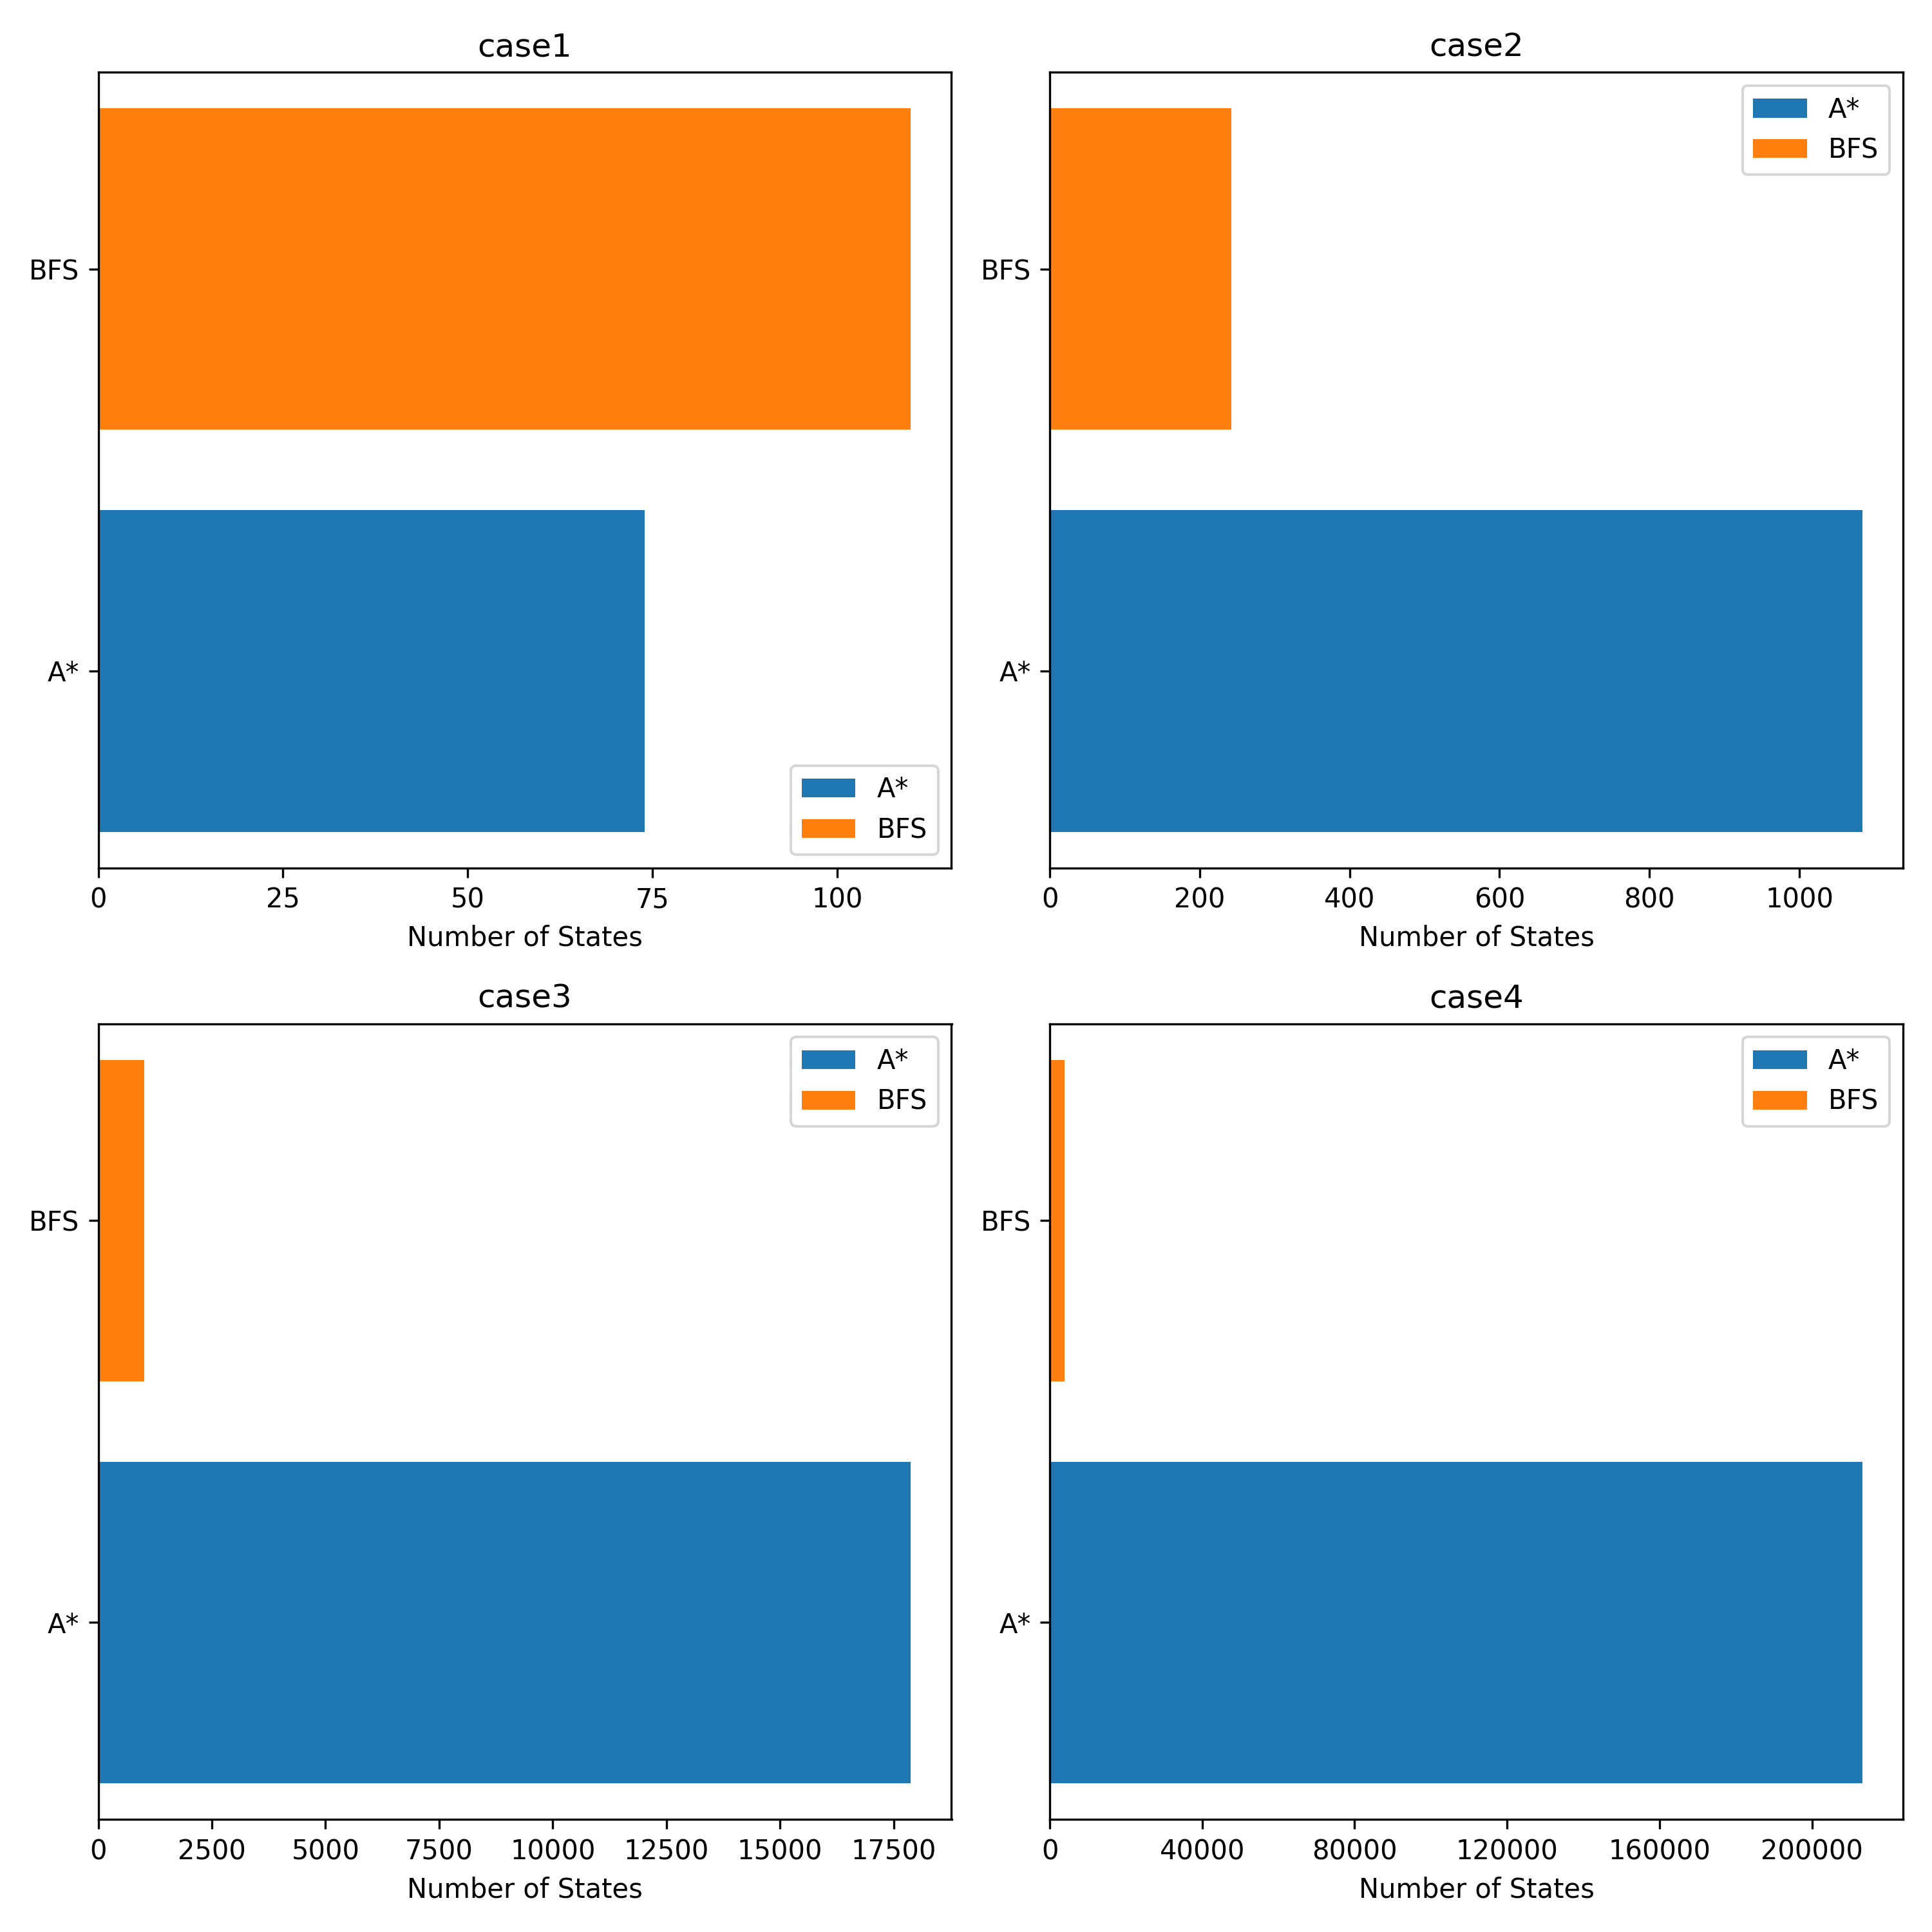 case1
BFS
A*
A*
BFS
0 25 50 75 100
Number of States
case2
A*
BFS
BFS
A*
0 200 400 600 800 1000
Number of States
case3
A*
BFS
BFS
A*
0 2500 5000 7500 10000 12500 15000 17500
Number of States
case4
A*
BFS
BFS
A*
0 40000 80000 120000 160000 200000
Number of States